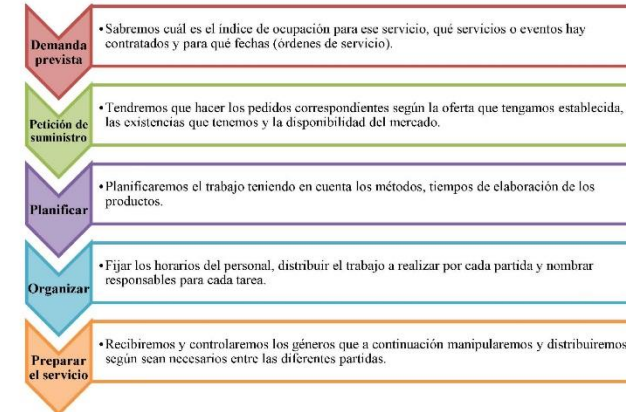 Demanda
prevista
•Sabremos cuál es el índice de ocupación para ese servicio, qué servicios o eventos hay
contratados y para qué fechas (órdenes de servicio).
Petición de
suministro
•Tendremos que hacer los pedidos correspondientes según la oferta que tengamos establecida,
las existencias que tenemos y la disponibilidad del mercado.
Planificar
•Planificaremos el trabajo teniendo en cuenta los métodos, tiempos de elaboración de los
productos.
Organizar
•Fijar los horarios del personal, distribuir el trabajo a realizar por cada partida y nombrar
responsables para cada tarea.
Preparar
el servicio
•Recibiremos y controlaremos los géneros que a continuación manipularemos y distribuiremos
según sean necesarios entre las diferentes partidas.